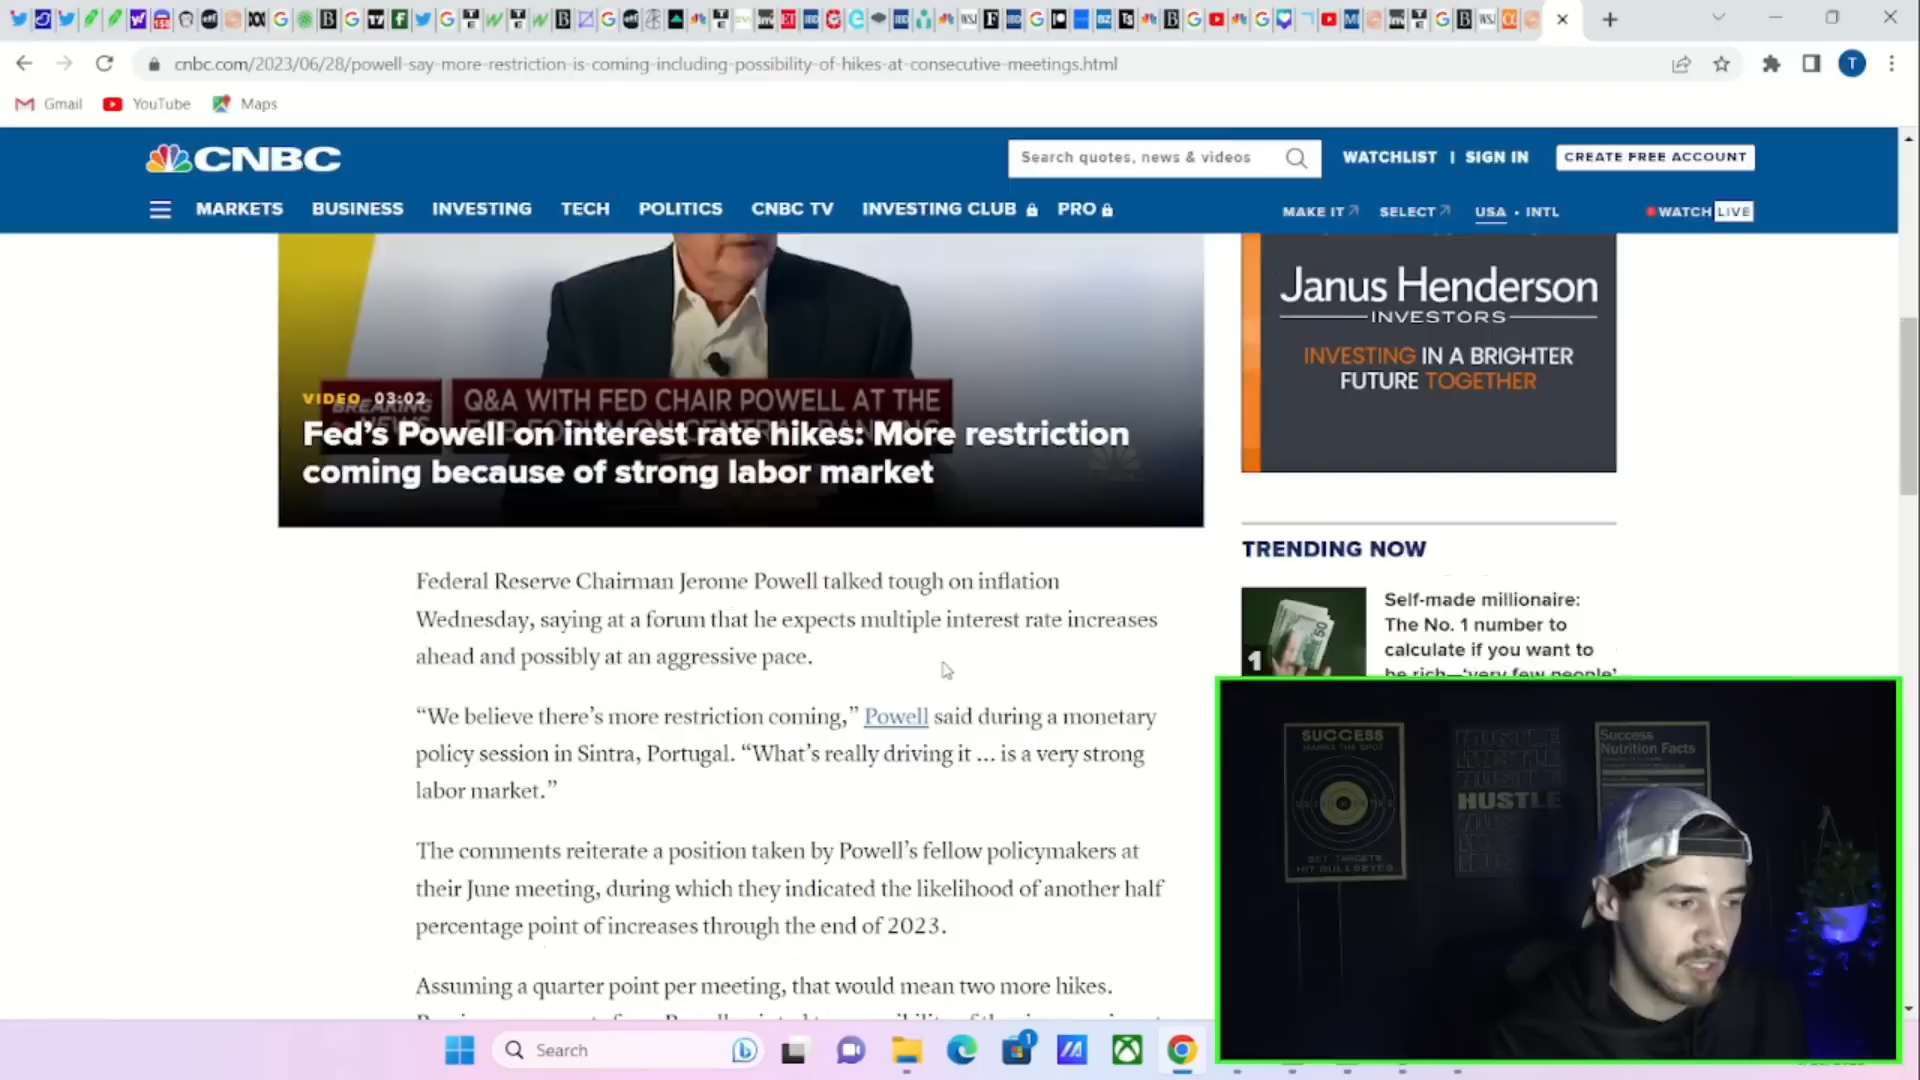 cnbc.com/2023/06/28/powell-say-more-restriction-is-coming-including-possibility-of-hikes-at-consecutive-meetings.html
T
Gmail
YouTube
Maps
CNBC
Search quotes, news & videos
WATCHLIST | SIGN IN
CREATE FREE ACCOUNT
MARKETS
BUSINESS
INVESTING
TECH
POLITICS
CNBC TV
INVESTING CLUB
PRO
MAKE IT
SELECT
USA • INTL
WATCH LIVE
BREAKING NEWS
Q&A WITH FED CHAIR POWELL AT THE
VIDEO 03:02
Fed’s Powell on interest rate hikes: More restriction
coming because of strong labor market
Janus Henderson
INVESTORS
INVESTING IN A BRIGHTER
FUTURE TOGETHER
Federal Reserve Chairman Jerome Powell talked tough on inflation
Wednesday, saying at a forum that he expects multiple interest rate increases
ahead and possibly at an aggressive pace.
“We believe there’s more restriction coming,” Powell said during a monetary
policy session in Sintra, Portugal. “What’s really driving it ... is a very strong
labor market.”
The comments reiterate a position taken by Powell’s fellow policymakers at
their June meeting, during which they indicated the likelihood of another half
percentage point of increases through the end of 2023.
Assuming a quarter point per meeting, that would mean two more hikes.
TRENDING NOW
1
Self-made millionaire:
The No. 1 number to
calculate if you want to
be rich—‘very few people’
SUCCESS
MARKS THE SPOT
SET TARGETS
HIT BULLSEYES
HUSTLE
Success
Nutrition Facts
Search
1